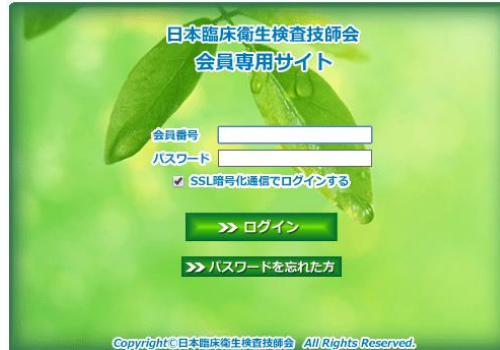 日本臨床衛生検査技師会
会員専用サイト
会員番号
パスワード
SSL暗号化通信でログインする
>> ログイン
>> パスワードを忘れた方
Copyright©日本臨床衛生検査技師会 All Rights Reserved.